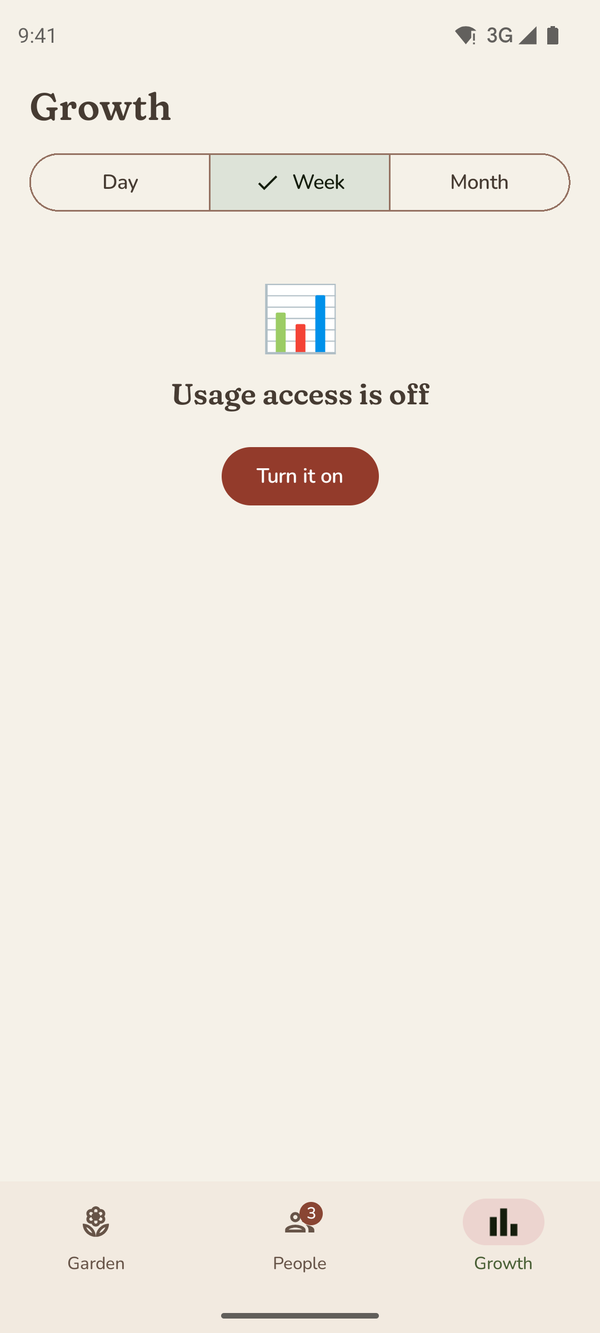 9:41
3G
Growth
Day
Week
Month
Usage access is off
Turn it on
3
Garden
People
Growth